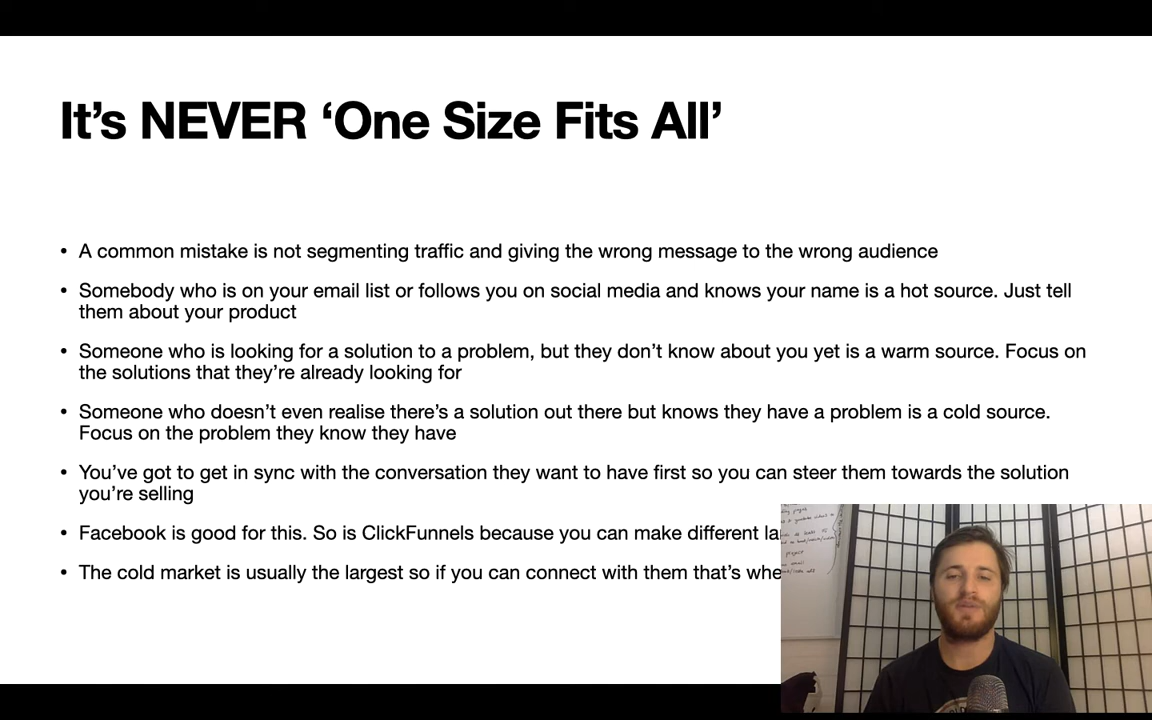 It’s NEVER ‘One Size Fits All’
• A common mistake is not segmenting traffic and giving the wrong message to the wrong audience
• Somebody who is on your email list or follows you on social media and knows your name is a hot source. Just tell
them about your product
• Someone who is looking for a solution to a problem, but they don’t know about you yet is a warm source. Focus on
the solutions that they’re already looking for
• Someone who doesn’t even realise there’s a solution out there but knows they have a problem is a cold source.
Focus on the problem they know they have
• You’ve got to get in sync with the conversation they want to have first so you can steer them towards the solution
you’re selling
• Facebook is good for this. So is ClickFunnels because you can make different la
• The cold market is usually the largest so if you can connect with them that’s whe
project